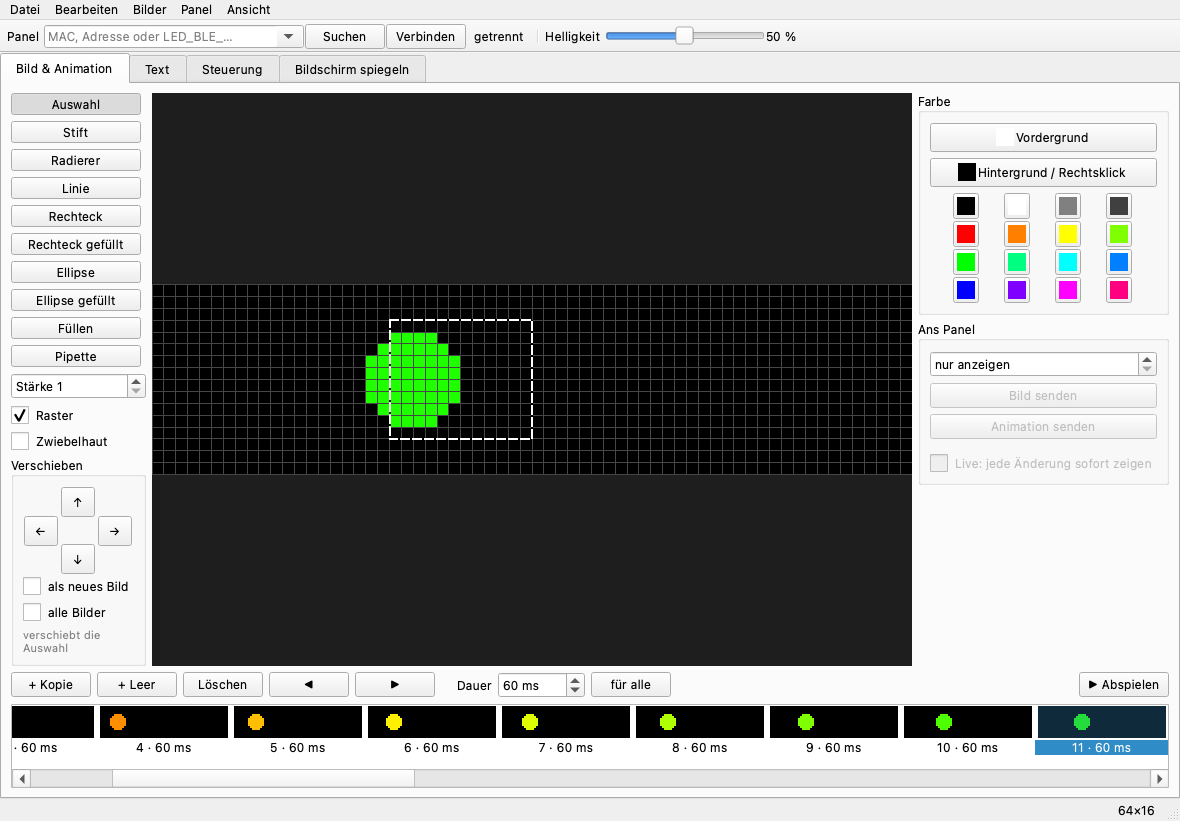 Datei Bearbeiten Bilder Panel Ansicht
Panel MAC, Adresse oder LED_BLE_... Suchen Verbinden getrennt Helligkeit 50 %
Bild & Animation Text Steuerung Bildschirm spiegeln
Auswahl
Stift
Radierer
Linie
Rechteck
Rechteck gefüllt
Ellipse
Ellipse gefüllt
Füllen
Pipette
Stärke 1
Raster
Zwiebelhaut
Verschieben
↑
← →
↓
als neues Bild
alle Bilder
verschiebt die
Auswahl
Farbe
Vordergrund
Hintergrund / Rechtsklick
Ans Panel
nur anzeigen
Bild senden
Animation senden
Live: jede Änderung sofort zeigen
+ Kopie + Leer Löschen ◄ ► Dauer 60 ms für alle ► Abspielen
· 60 ms 4 · 60 ms 5 · 60 ms 6 · 60 ms 7 · 60 ms 8 · 60 ms 9 · 60 ms 10 · 60 ms 11 · 60 ms
64×16